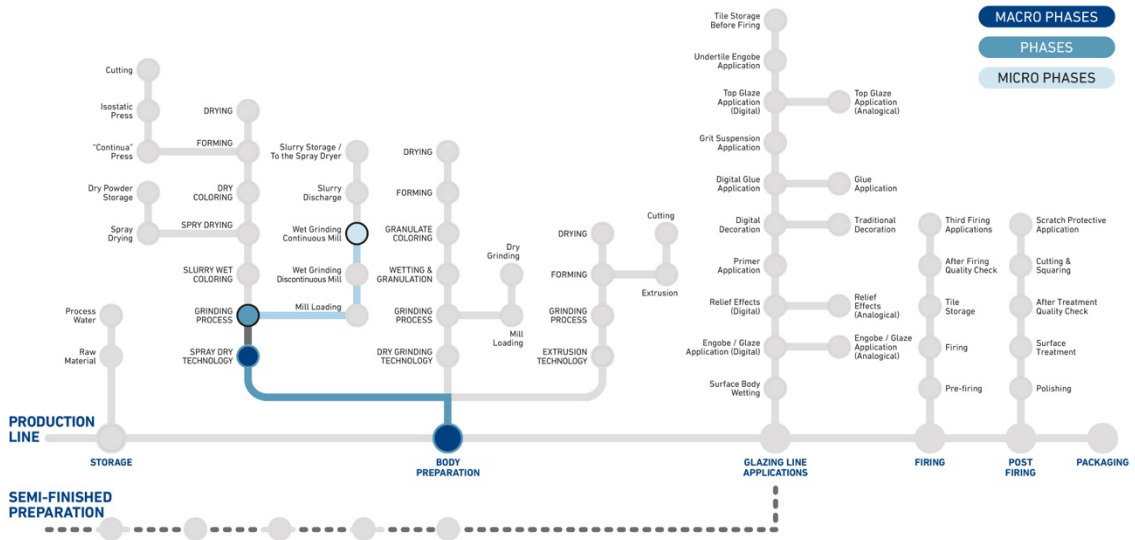 MACRO PHASES
PHASES
MICRO PHASES
Cutting
Isostatic
Press
"Continua"
Press
Dry Powder
Storage
Spray
Drying
DRYING
FORMING
DRY
COLORING
SPRY DRYING
SLURRY WET
COLORING
GRINDING
PROCESS
SPRAY DRY
TECHNOLOGY
Process
Water
Raw
Material
Slurry Storage /
To the Spray Dryer
Slurry
Discharge
Wet Grinding
Continuous Mill
Wet Grinding
Discontinuous Mill
Mill Loading
DRYING
FORMING
GRANULATE
COLORING
WETTING &
GRANULATION
GRINDING
PROCESS
DRY GRINDING
TECHNOLOGY
Dry
Grinding
Mill
Loading
DRYING
FORMING
GRINDING
PROCESS
EXTRUSION
TECHNOLOGY
Cutting
Extrusion
Tile Storage
Before Firing
Undertile Engobe
Application
Top Glaze
Application
(Digital)
Top Glaze
Application
(Analogical)
Grit Suspension
Application
Digital Glue
Application
Glue
Application
Digital
Decoration
Traditional
Decoration
Primer
Application
Relief Effects
(Digital)
Relief
Effects
(Analogical)
Engobe / Glaze
Application (Digital)
Engobe / Glaze
Application
(Analogical)
Surface Body
Wetting
Third Firing
Applications
After Firing
Quality Check
Tile
Storage
Firing
Pre-firing
Scratch Protective
Application
Cutting &
Squaring
After Treatment
Quality Check
Surface
Treatment
Polishing
PRODUCTION
LINE
STORAGE
BODY
PREPARATION
GLAZING LINE
APPLICATIONS
FIRING
POST
FIRING
PACKAGING
SEMI-FINISHED
PREPARATION